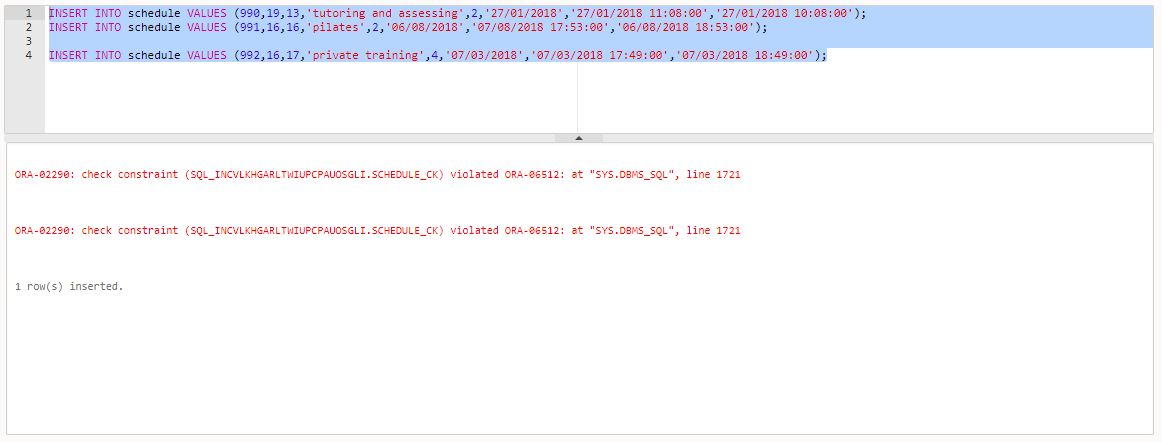 1 INSERT INTO schedule VALUES (990,19,13,'tutoring and assessing',2,'27/01/2018','27/01/2018 11:08:00','27/01/2018 10:08:00');
2 INSERT INTO schedule VALUES (991,16,16,'pilates',2,'06/08/2018','07/08/2018 17:53:00','06/08/2018 18:53:00');
3
4 INSERT INTO schedule VALUES (992,16,17,'private training',4,'07/03/2018','07/03/2018 17:49:00','07/03/2018 18:49:00');
ORA-02290: check constraint (SQL_INCVLKHGARLTWIUPCPAUOSGLI.SCHEDULE_CK) violated ORA-06512: at "SYS.DBMS_SQL", line 1721
ORA-02290: check constraint (SQL_INCVLKHGARLTWIUPCPAUOSGLI.SCHEDULE_CK) violated ORA-06512: at "SYS.DBMS_SQL", line 1721
1 row(s) inserted.